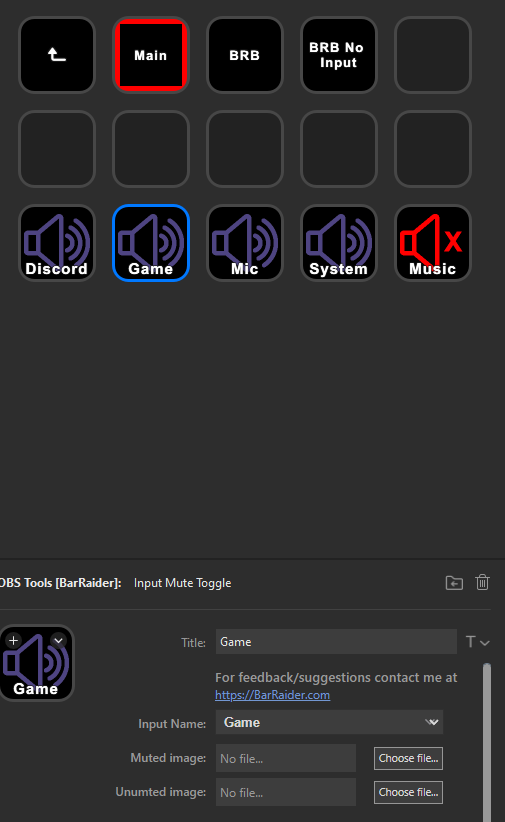 Main
BRB
BRB No
Input
Discord
Game
Mic
System
X
Music
OBS Tools [BarRaider]: Input Mute Toggle
Game
Title: Game
T
For feedback/suggestions contact me at
https://BarRaider.com
Input Name: Game
Muted image: No file... Choose file...
Unumted image: No file... Choose file...